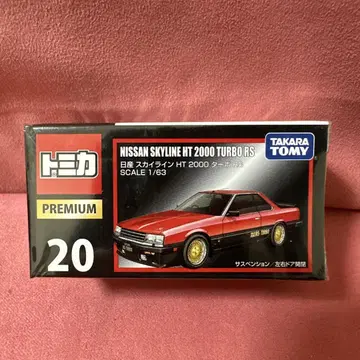 トミカ
PREMIUM
20
NISSAN SKYLINE HT 2000 TURBO RS
日産 スカイライン HT 2000 ターボ RS
SCALE 1/63
TAKARA
TOMY
サスペンション/左右ドア開閉